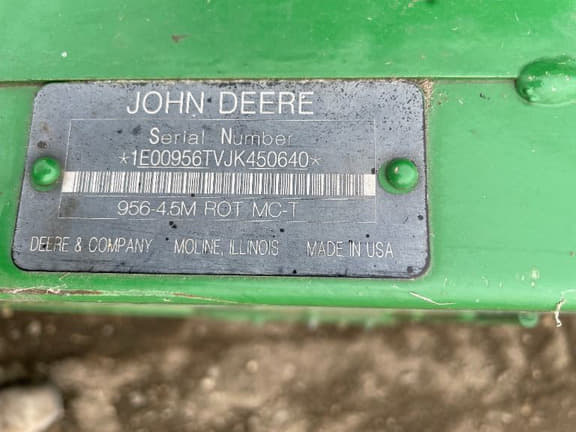 JOHN DEERE
Serial Number
*1E00956TVJK450640*
956-4.5M ROT MC-T
DEERE & COMPANY MOLINE, ILLINOIS MADE IN USA